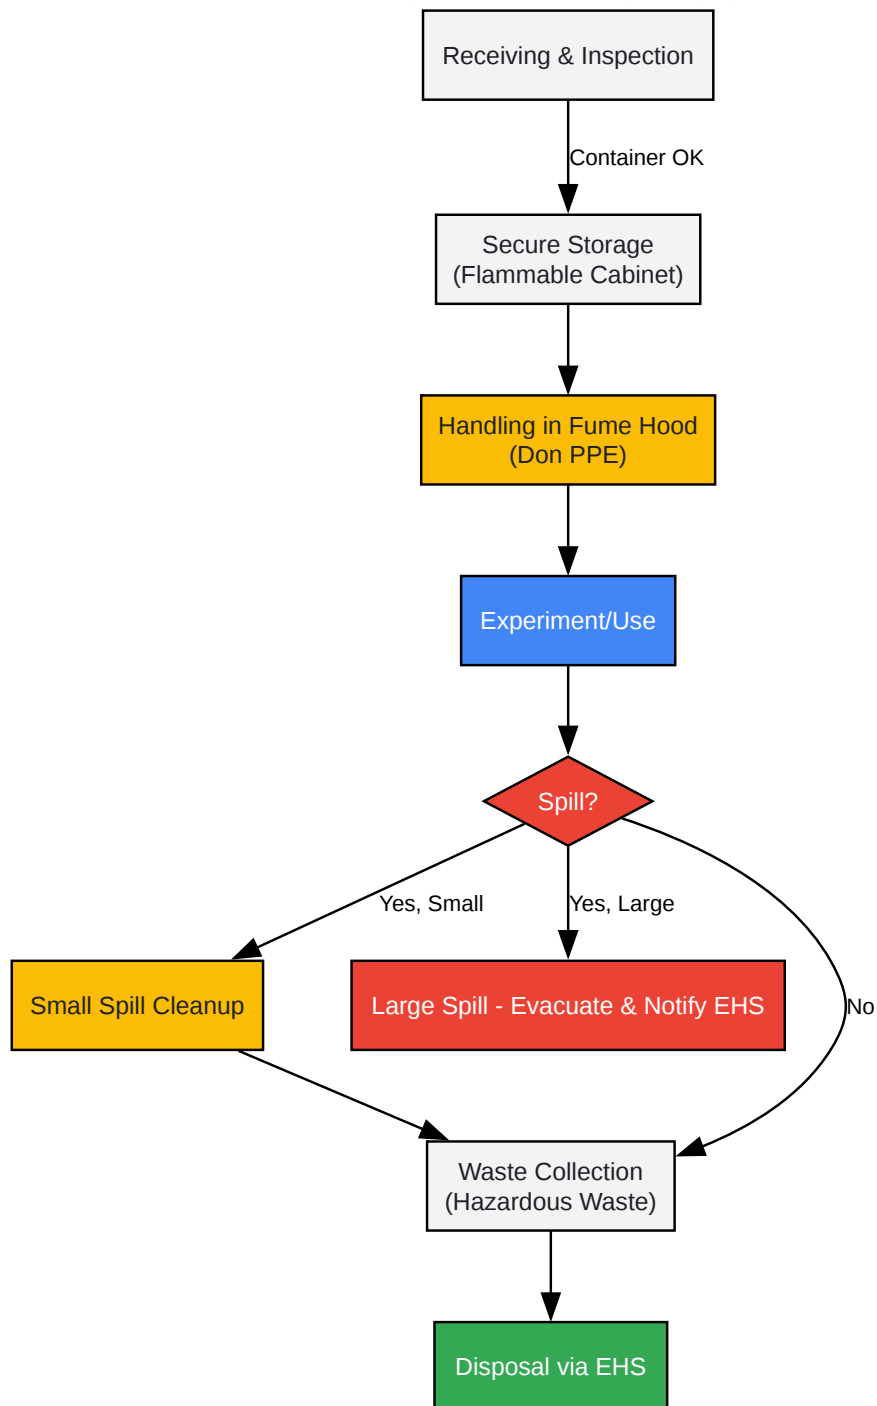 Receiving & Inspection
Container OK
Secure Storage
(Flammable Cabinet)
Handling in Fume Hood
(Don PPE)
Experiment/Use
Spill?
Yes, Small
Yes, Large
Small Spill Cleanup
Large Spill - Evacuate & Notify EHS
No
Waste Collection
(Hazardous Waste)
Disposal via EHS